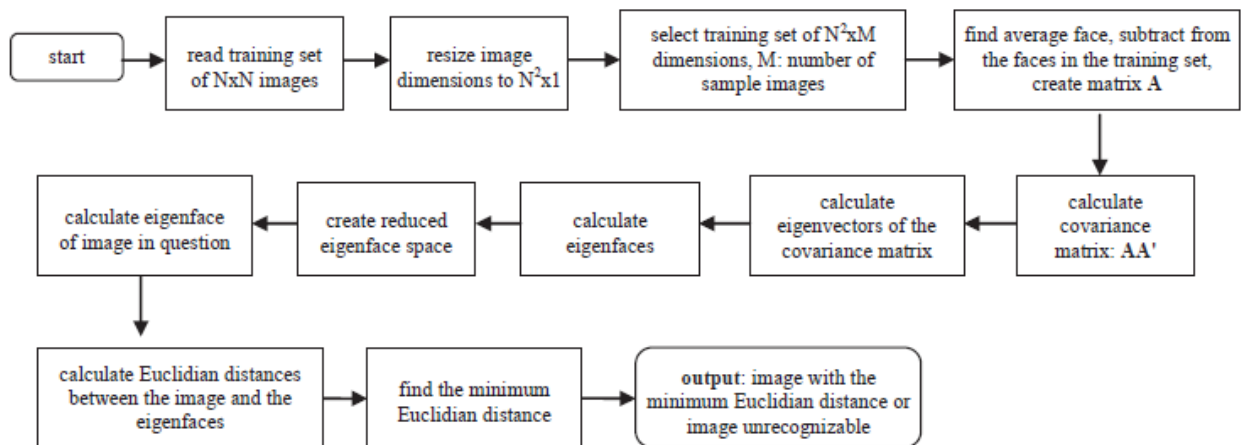 start
read training set
of NxN images
resize image
dimensions to N²x1
select training set of N²xM
dimensions, M: number of
sample images
find average face, subtract from
the faces in the training set,
create matrix A
calculate
covariance
matrix: AA'
calculate
eigenvectors of the
covariance matrix
calculate
eigenfaces
create reduced
eigenface space
calculate eigenface
of image in question
calculate Euclidian distances
between the image and the
eigenfaces
find the minimum
Euclidian distance
output: image with the
minimum Euclidian distance or
image unrecognizable